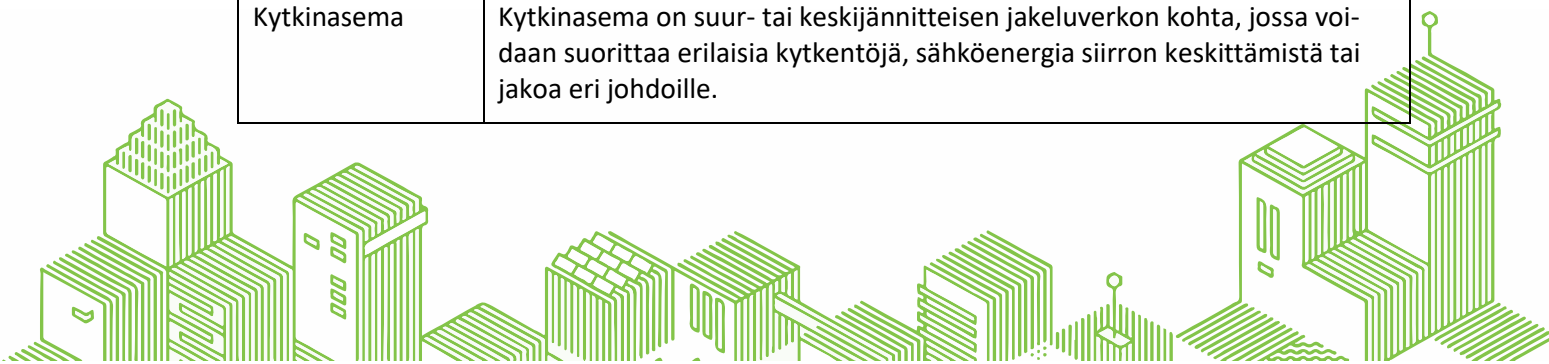 Kytkinasema
Kytkinasema on suur- tai keskijännitteisen jakeluverkon kohta, jossa voi-
daan suorittaa erilaisia kytkentöjä, sähköenergia siirron keskittämistä tai
jakoa eri johdoille.